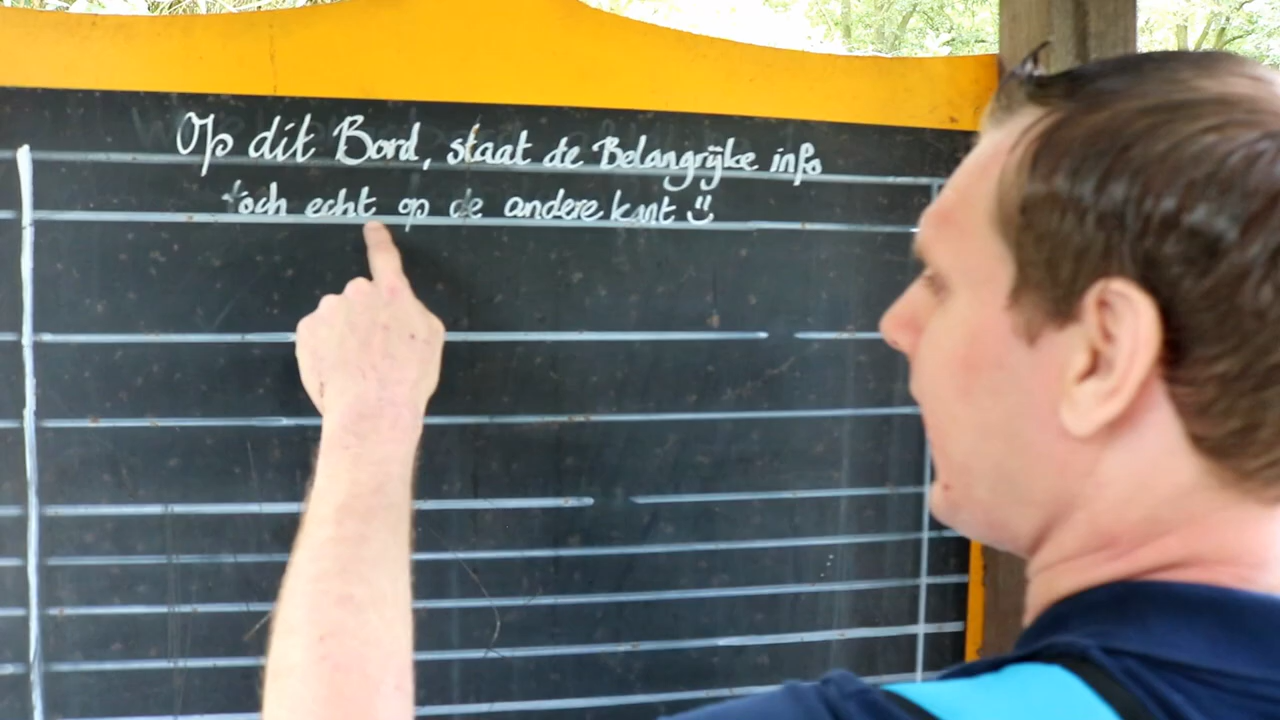 Op dit Bord, staat de Belangrijke info
toch echt op de andere kant